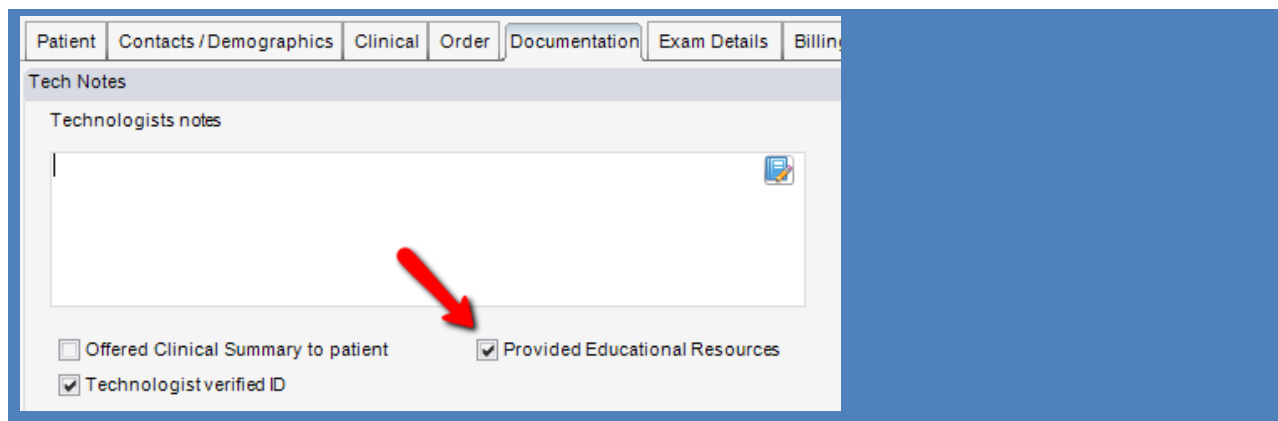 Patient Contacts / Demographics Clinical Order Documentation Exam Details
Tech Notes
Technologists notes
Offered Clinical Summary to patient Provided Educational Resources
Technologist verified ID